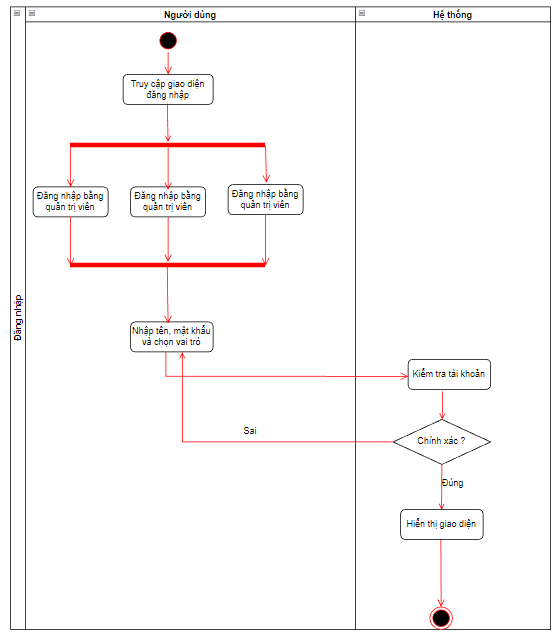 Người dùng
Hệ thống
Đăng nhập
Truy cập giao diện
đăng nhập
Đăng nhập bằng
quản trị viên
Đăng nhập bằng
quản trị viên
Đăng nhập bằng
quản trị viên
Nhập tên, mật khẩu
và chọn vai trò
Kiểm tra tài khoản
Chính xác ?
Sai
Đúng
Hiển thị giao diện